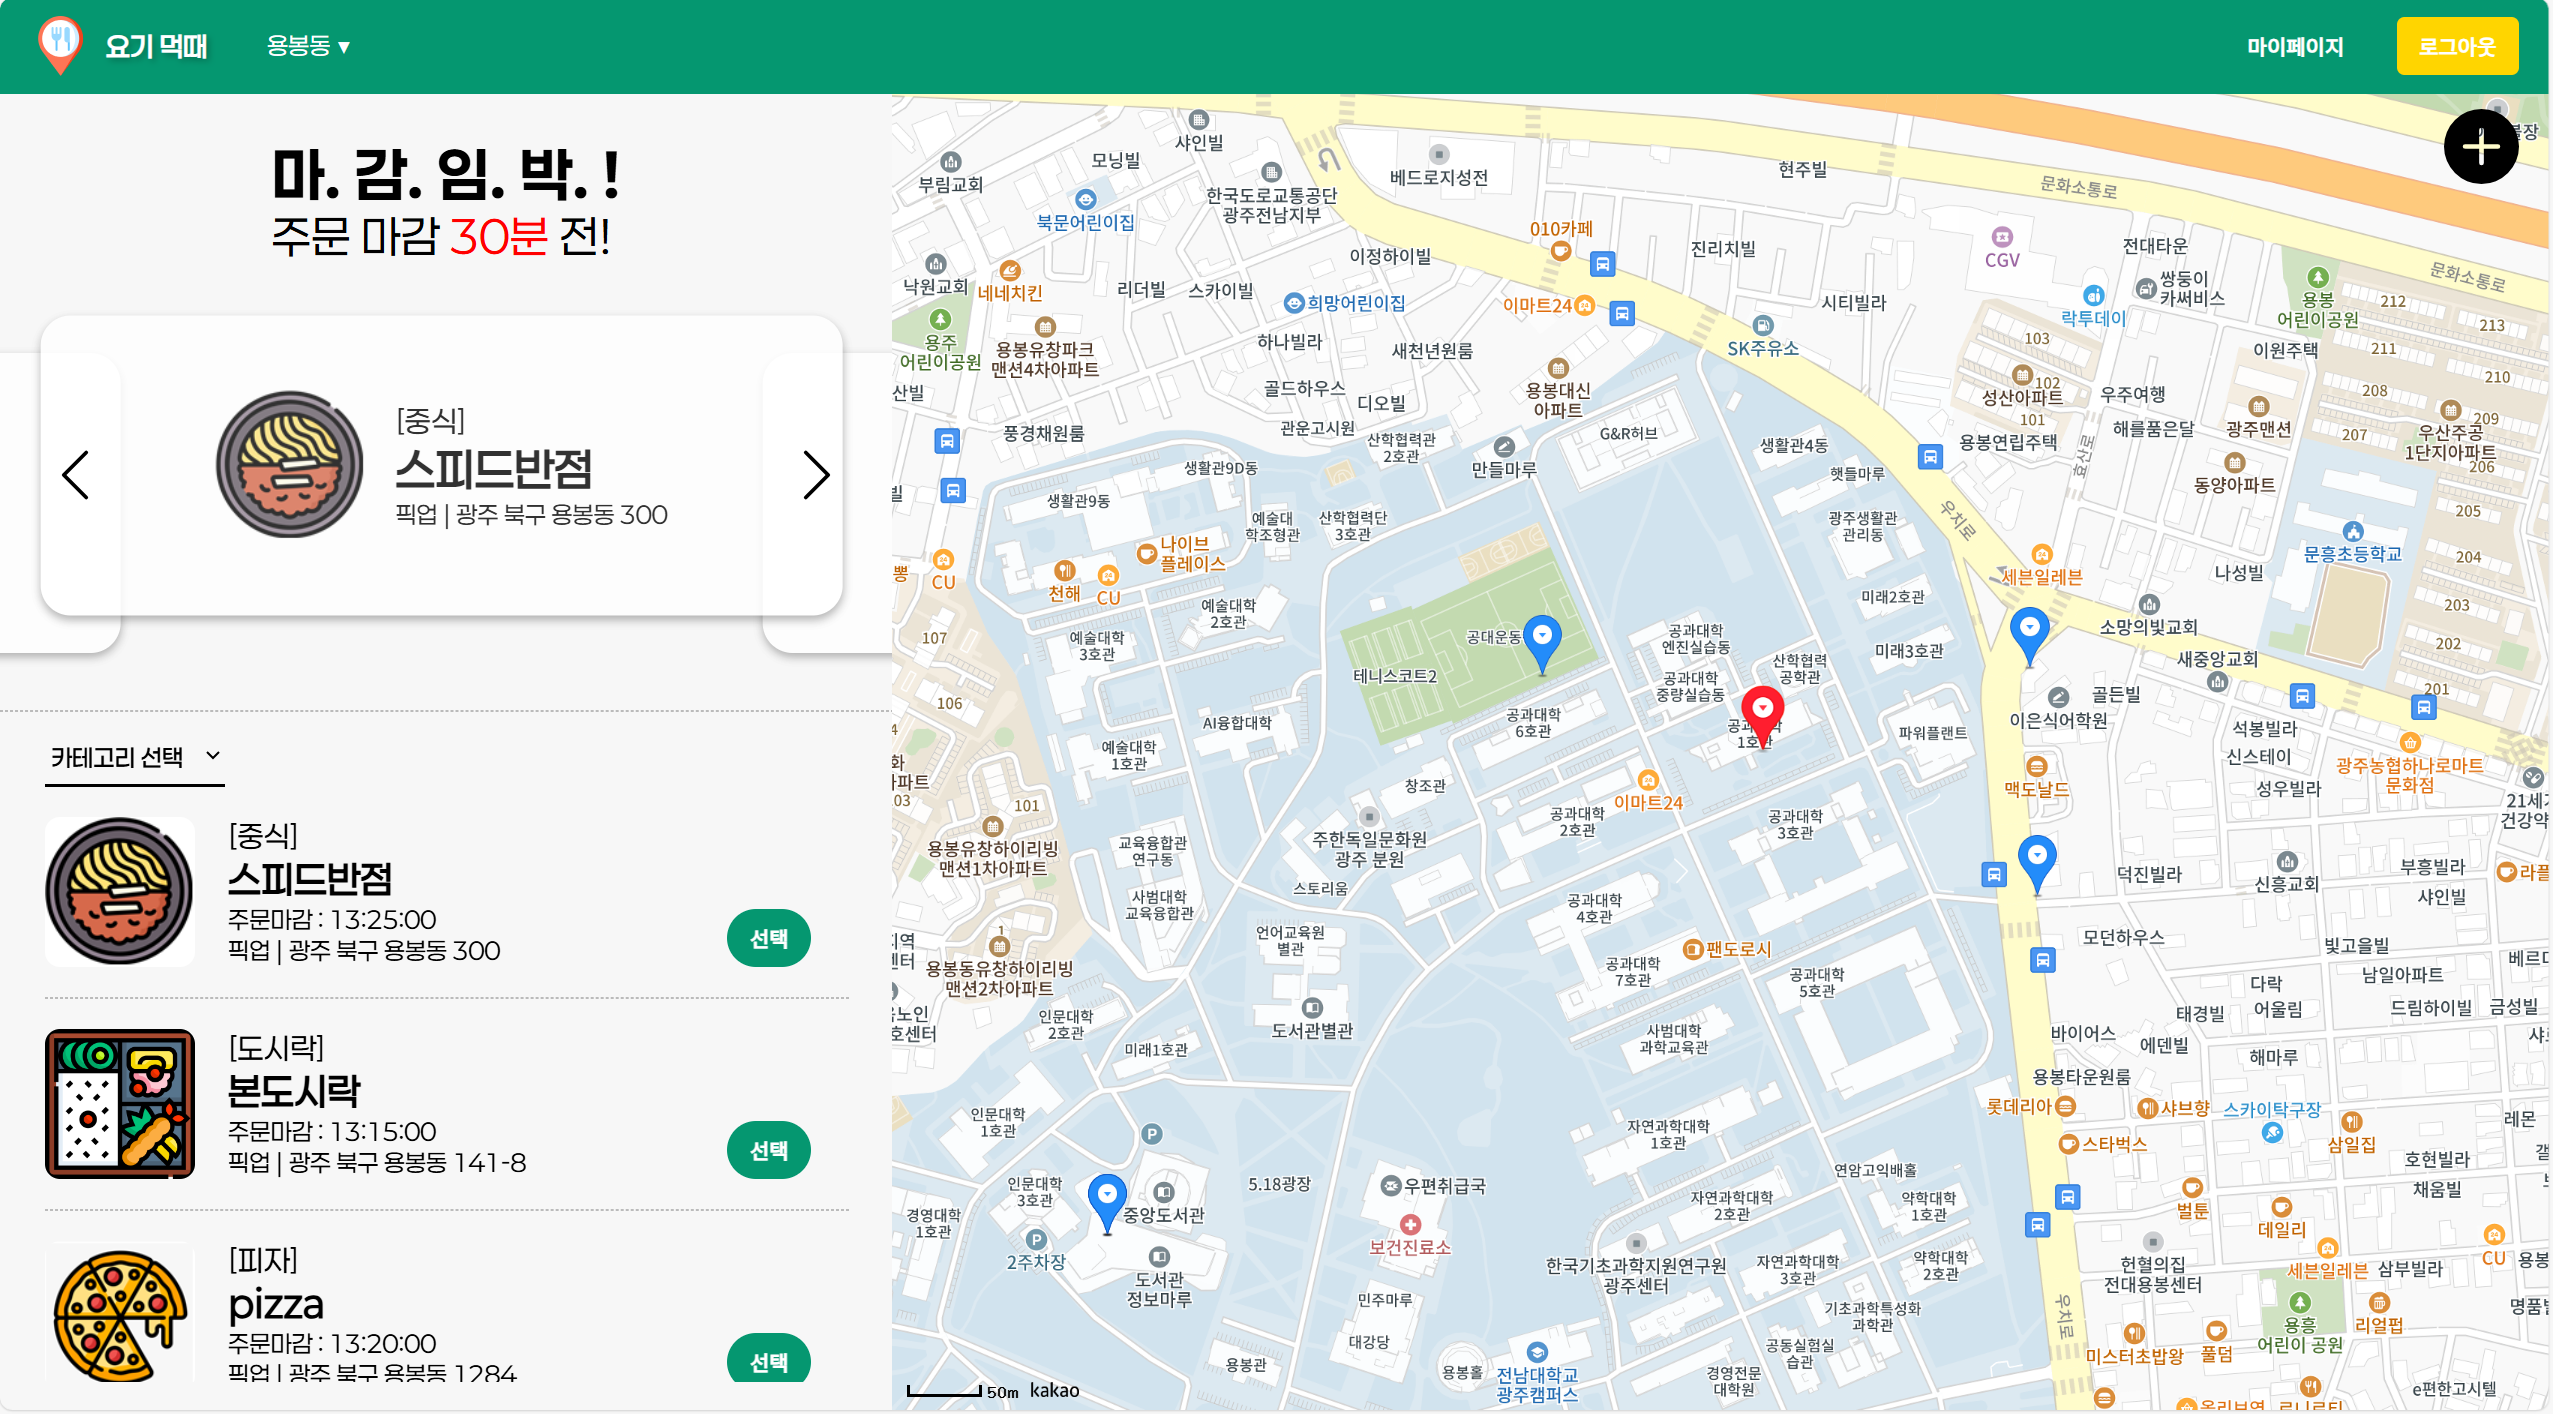 요기 먹때
용봉동 ▼
마이페이지
로그아웃
마. 감. 임. 박. !
주문 마감 30분 전!
[중식]
스피드반점
픽업 | 광주 북구 용봉동 300
카테고리 선택
[중식]
스피드반점
주문마감 : 13:25:00
픽업 | 광주 북구 용봉동 300
선택
[도시락]
본도시락
주문마감 : 13:15:00
픽업 | 광주 북구 용봉동 141-8
선택
[피자]
pizza
주문마감 : 13:20:00
픽업 | 광주 북구 용봉동 1284
선택
샤인빌
모닝빌
부림교회
북문어린이집
한국도로교통공단
광주전남지부
베드로지성전
현주빌
문화소통로
010카페
이정하이빌
진리치빌
CGV
전대타운
쌍둥이
카써비스
문화소통로
낙원교회
네네치킨
리더빌
스카이빌
희망어린이집
이마트24
시티빌라
락투데이
용봉
어린이공원
212
213
용주
어린이공원
용봉유창파크
맨션4차아파트
하나빌라
새천년원룸
SK주유소
103
이원주택
211
210
산빌
골드하우스
디오빌
용봉대신
아파트
102
성산아파트
101
우주여행
208
209
풍경채원룸
관운고시원
산학협력관
2호관
G&R허브
생활관4동
용봉연립주택
해를품은달
광주맨션
207
우산주공
1단지아파트
206
생활관9D동
만들마루
햇들마루
효산로
동양아파트
생활관9동
예술대
학조형관
산학협력단
3호관
광주생활관
관리동
우치로
205
나이브
플레이스
문흥초등학교
204
뽕
CU
천해
CU
세븐일레븐
나성빌
예술대학
2호관
미래2호관
203
107
예술대학
3호관
공대운동
공과대학
엔진실습동
소망의빛교회
202
테니스코트2
공과대학
중량실습동
산학협력
공학관
미래3호관
새중앙교회
201
106
골든빌
AI융합대학
공과대학
6호관
1호관
파워플랜트
이은식어학원
석봉빌라
예술대학
1호관
신스테이
광주농협하나로마트
문화점
101
창조관
이마트24
맥도날드
성우빌라
공과대학
2호관
공과대학
3호관
용봉유창하이리빙
맨션1차아파트
교육융합관
연구동
주한독일문화원
광주 분원
부흥빌라
덕진빌라
신흥교회
스토리움
사범대학
교육융합관
샤인빌
공과대학
4호관
1
용봉동유창하이리빙
맨션2차아파트
언어교육원
별관
팬도로시
모던하우스
빛고을빌
공과대학
7호관
공과대학
5호관
남일아파트
다락
인문대학
2호관
도서관별관
태경빌
어울림
드림하이빌
금성빌
미래1호관
사범대학
과학교육관
바이어스
에덴빌
해마루
용봉타운원룸
인문대학
1호관
자연과학대학
1호관
롯데리아
샤브향
스카이탁구장
레몬
스타벅스
삼일집
인문대학
3호관
5.18광장
우편취급국
연암고익배홀
호현빌라
채움빌
경영대학
1호관
중앙도서관
자연과학대학
2호관
약학대학
1호관
벌툰
데일리
2주차장
보건진료소
도서관
정보마루
한국기초과학지원연구원
광주센터
자연과학대학
3호관
약학대학
2호관
헌혈의집
전대용봉센터
세븐일레븐
삼부빌라
CU
민주마루
기초과학특성화
과학관
우치로
용흥
어린이 공원
리얼펍
대강당
공동실험실
습관
미스터초밥왕
풀덤
용봉관
용봉홀
전남대학교
광주캠퍼스
경영전문
대학원
e편한고시텔
50m
kakao